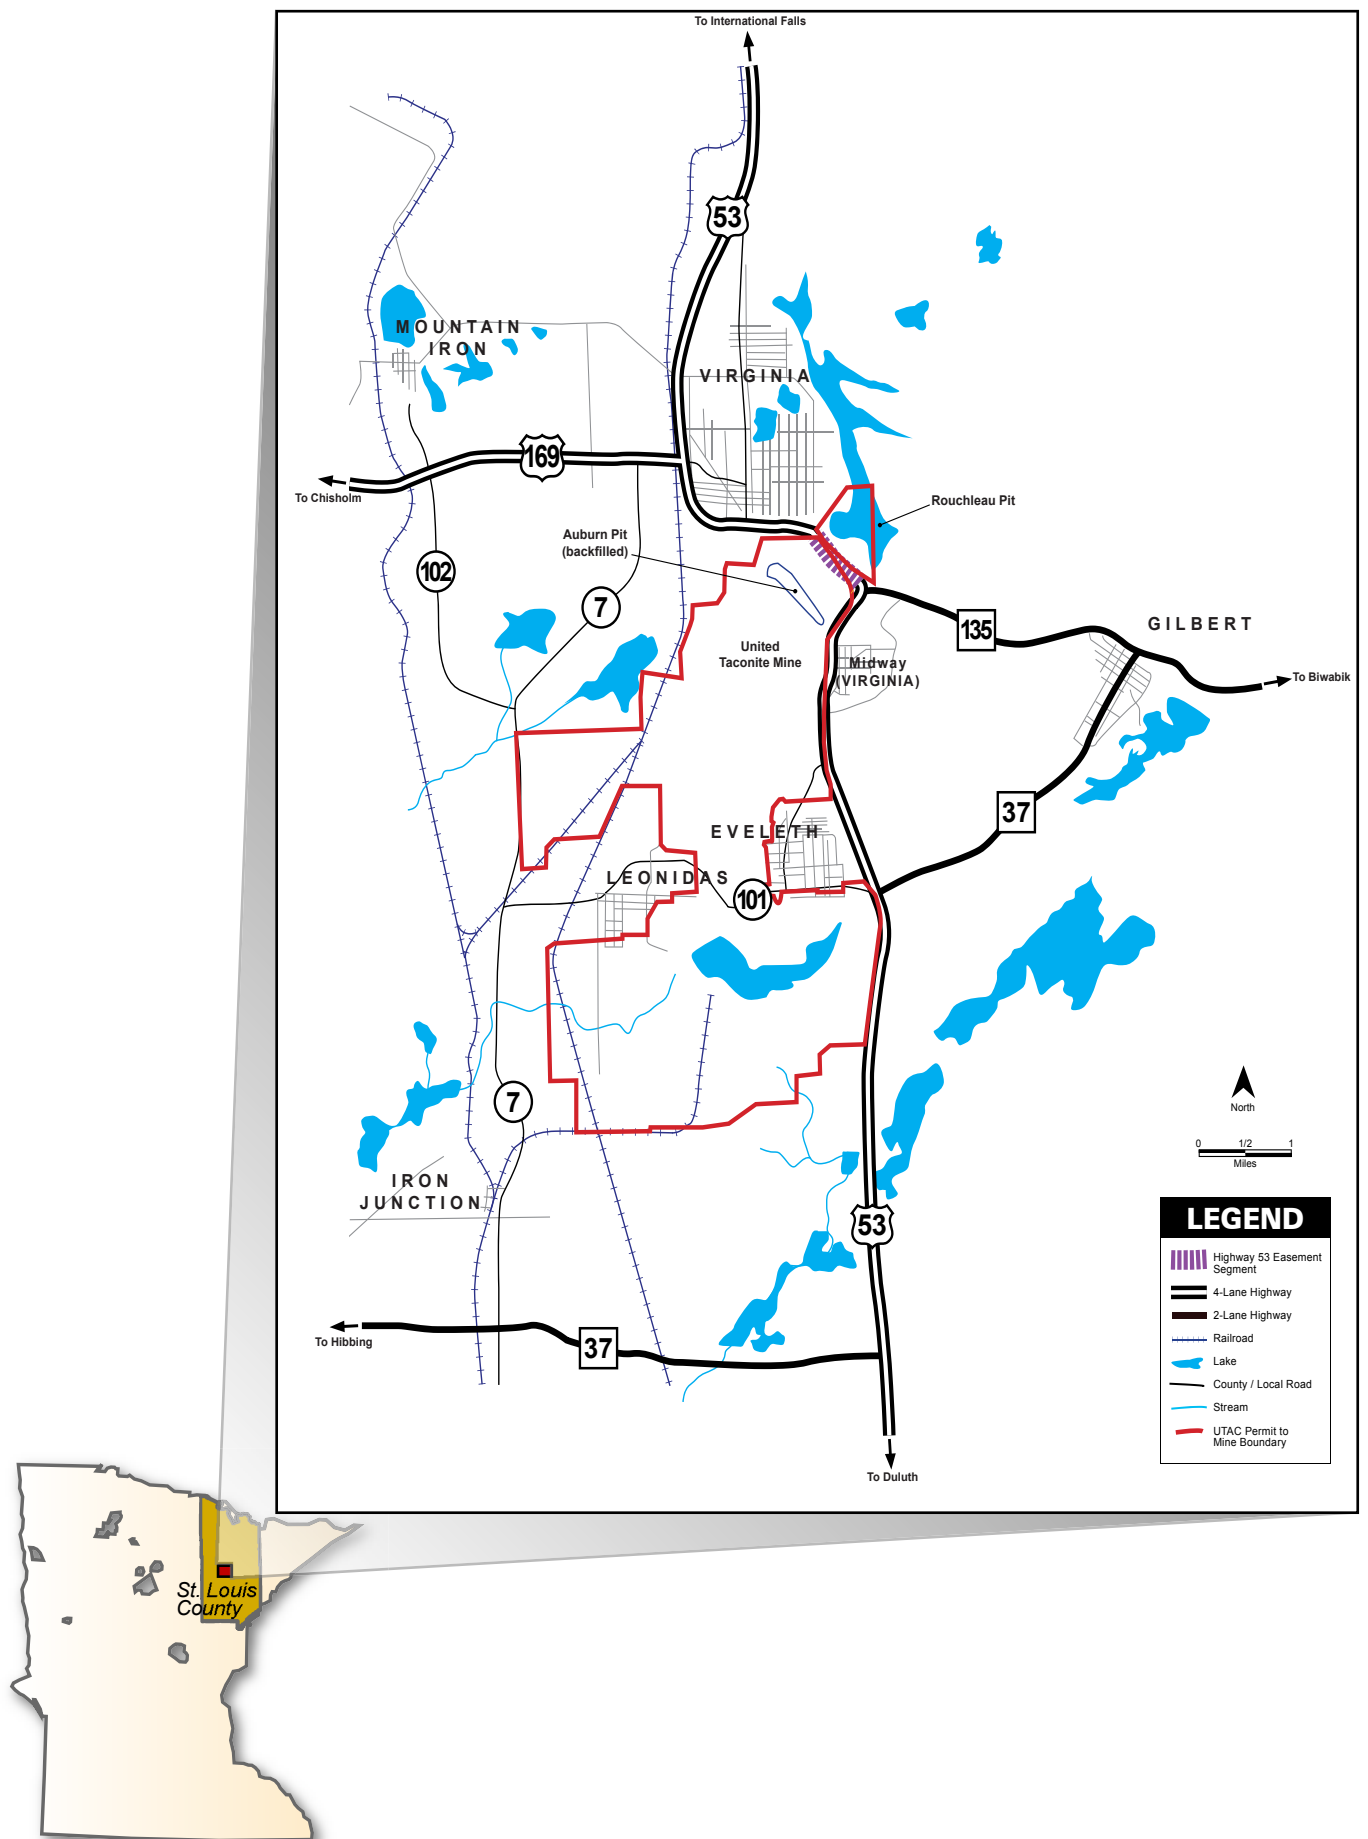 To International Falls
53
MOUNTAIN
IRON
VIRGINIA
169
To Chisholm
Rouchleau Pit
Auburn Pit
(backfilled)
102
7
135
GILBERT
United
Taconite Mine
Midway
(VIRGINIA)
To Biwabik
37
EVELETH
LEONIDAS
101
North
7
0 1/2 1
Miles
IRON
JUNCTION
53
To Hibbing
37
To Duluth
LEGEND
Highway 53 Easement
Segment
4-Lane Highway
2-Lane Highway
Railroad
Lake
County / Local Road
Stream
UTAC Permit to
Mine Boundary
St. Louis
County